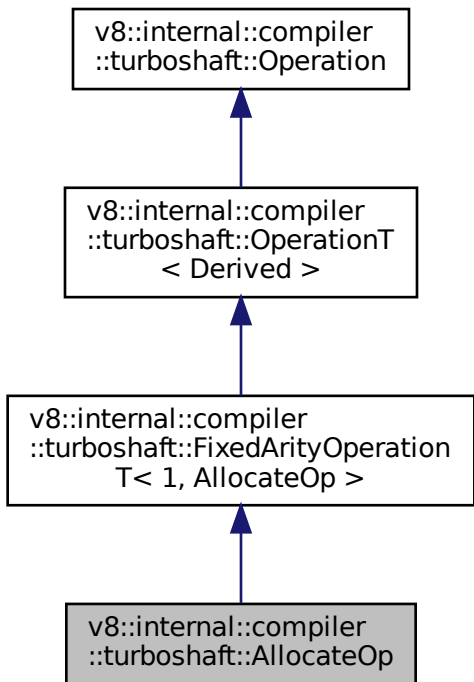 v8::internal::compiler
::turboshaft::Operation
v8::internal::compiler
::turboshaft::OperationT
< Derived >
v8::internal::compiler
::turboshaft::FixedArityOperation
T< 1, AllocateOp >
v8::internal::compiler
::turboshaft::AllocateOp